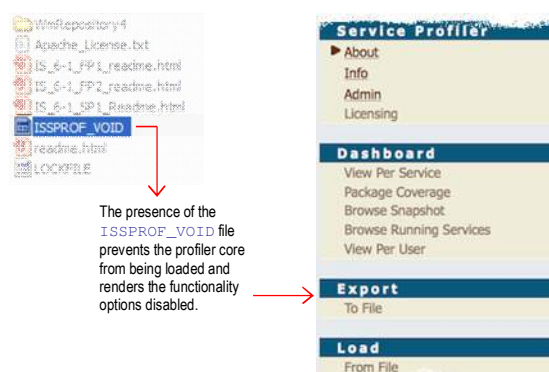 WmRepository4
Apache_License.txt
IS_6-1_FP1_readme.html
IS_6-1_FP2_readme.html
IS_6-1_SP1_Readme.html
ISSPROF_VOID
readme.html
LOCKFILE
The presence of the
ISSPROF_VOID file
prevents the profiler core
from being loaded and
renders the functionality
options disabled.
Service Profiler
About
Info
Admin
Licensing
Dashboard
View Per Service
Package Coverage
Browse Snapshot
Browse Running Services
View Per User
Export
To File
Load
From File